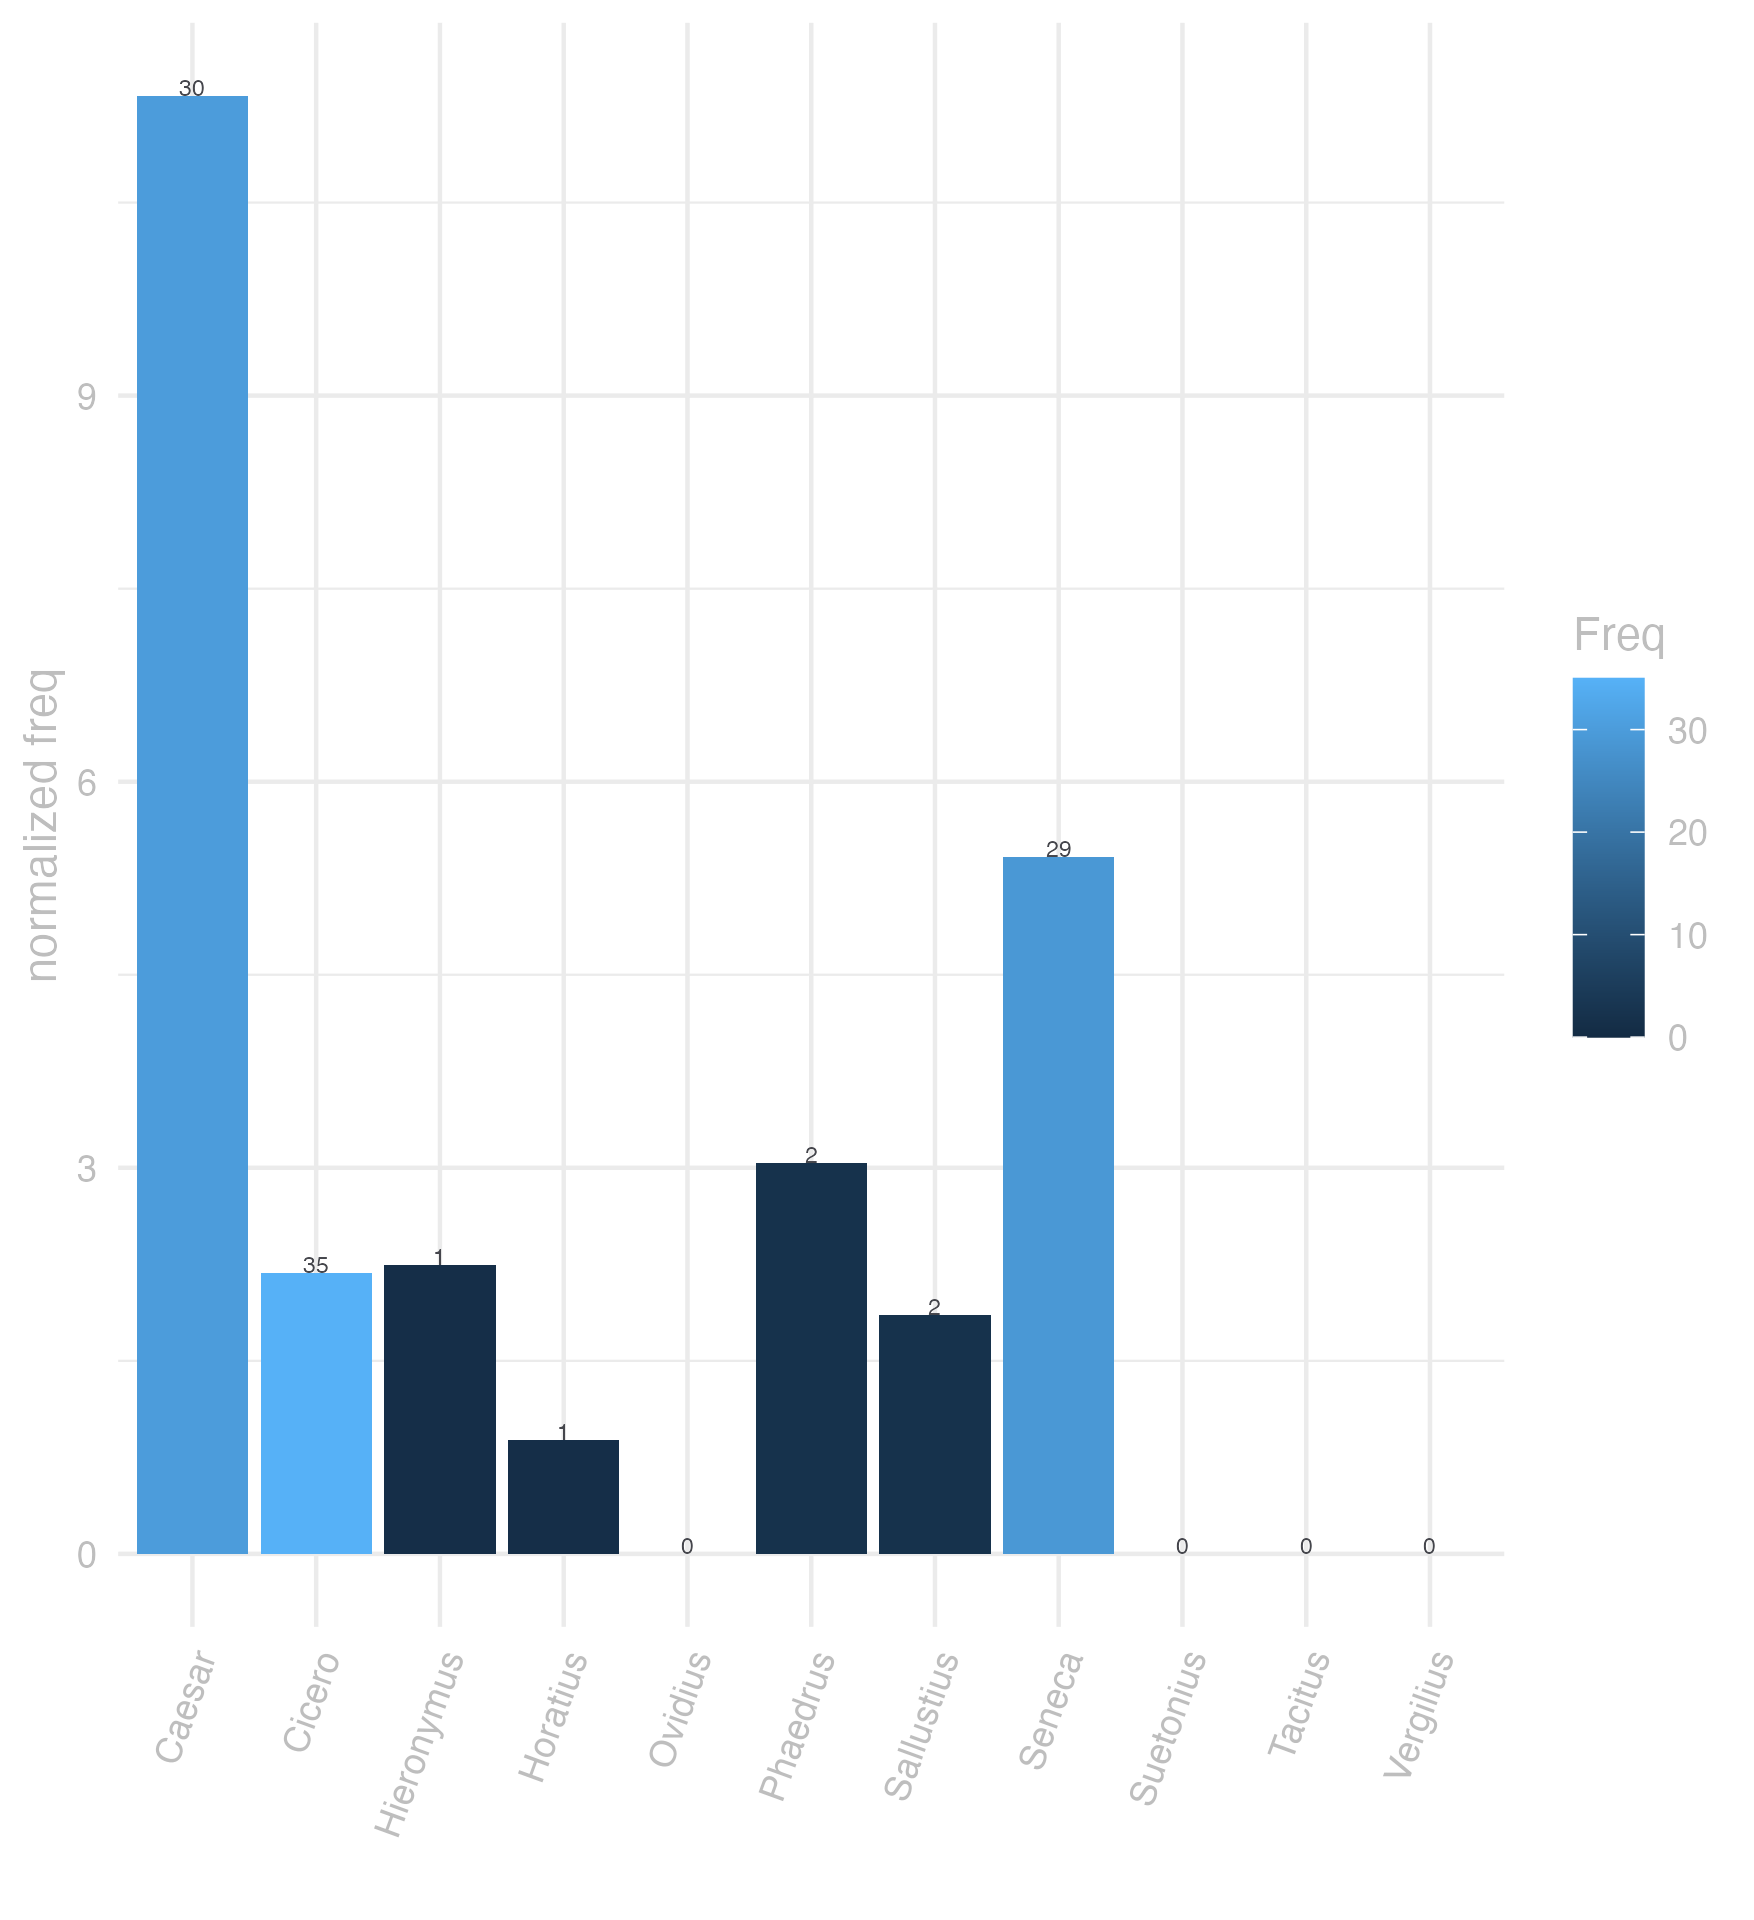 30
9
6
3
0
normalized freq
35
1
1
0
2
2
29
0
0
0
Caesar
Cicero
Hieronymus
Horatius
Ovidius
Phaedrus
Sallustius
Seneca
Suetonius
Tacitus
Vergilius
Freq
30
20
10
0